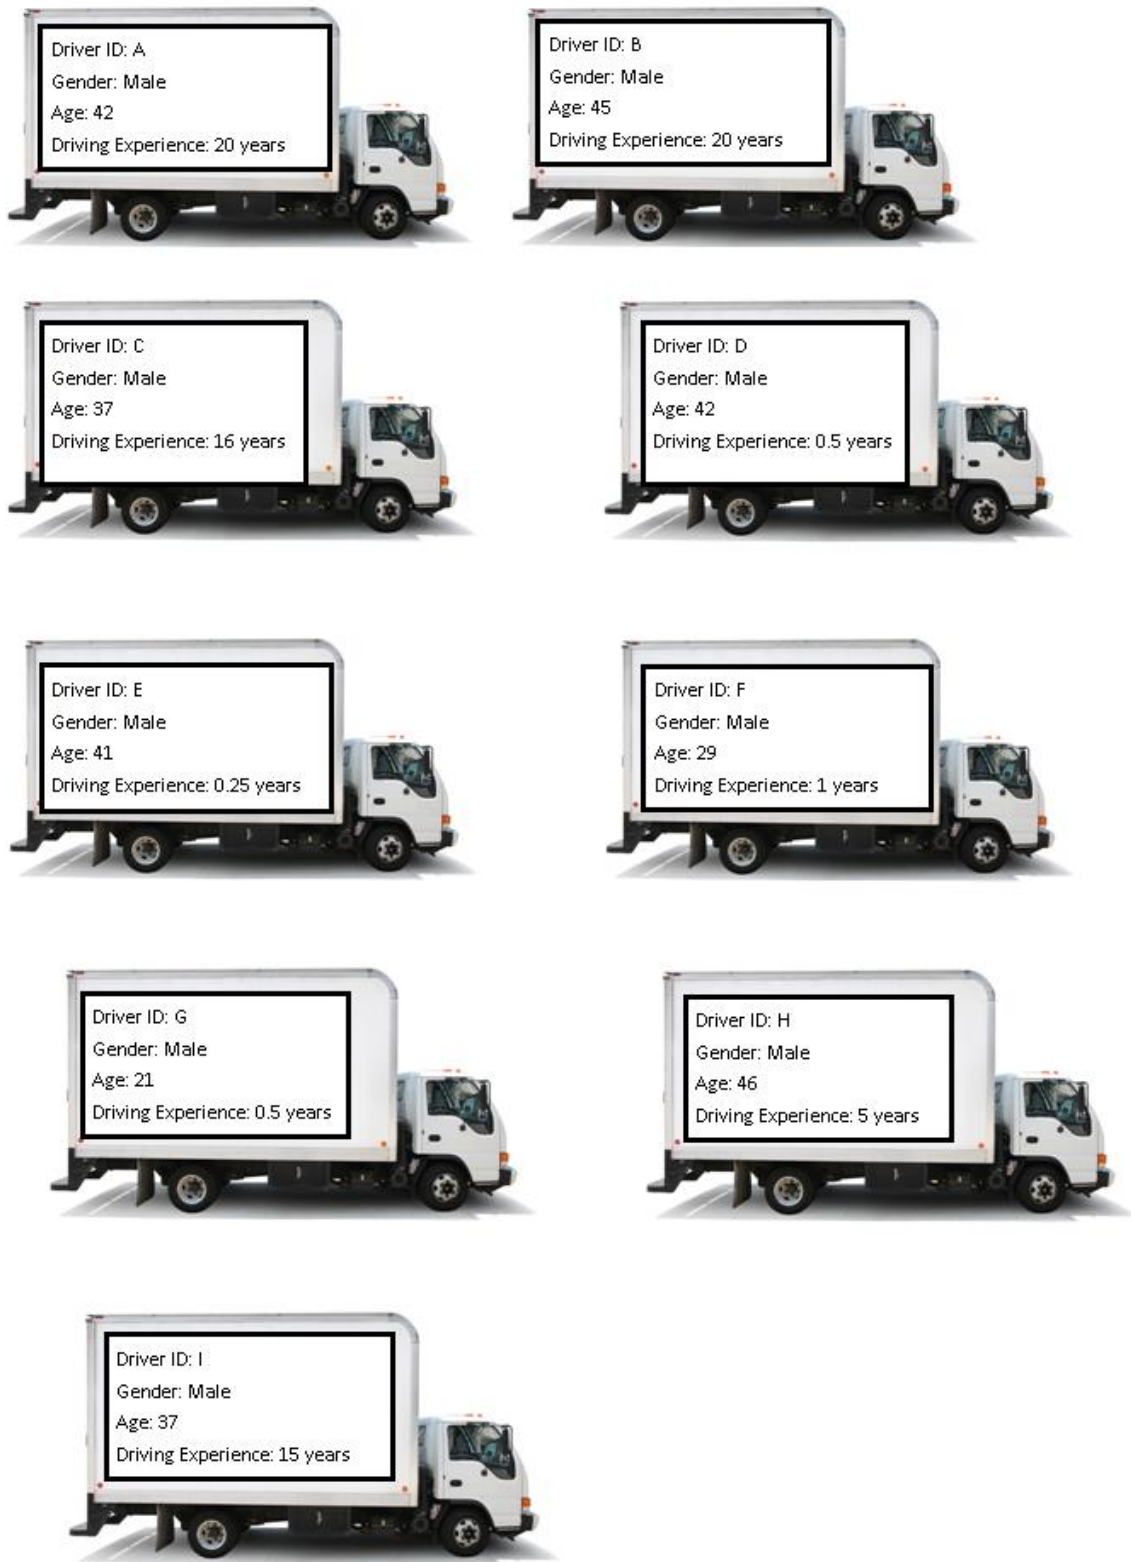 Driver ID: A
Gender: Male
Age: 42
Driving Experience: 20 years
Driver ID: B
Gender: Male
Age: 45
Driving Experience: 20 years
Driver ID: C
Gender: Male
Age: 37
Driving Experience: 16 years
Driver ID: D
Gender: Male
Age: 42
Driving Experience: 0.5 years
Driver ID: E
Gender: Male
Age: 41
Driving Experience: 0.25 years
Driver ID: F
Gender: Male
Age: 29
Driving Experience: 1 years
Driver ID: G
Gender: Male
Age: 21
Driving Experience: 0.5 years
Driver ID: H
Gender: Male
Age: 46
Driving Experience: 5 years
Driver ID: I
Gender: Male
Age: 37
Driving Experience: 15 years